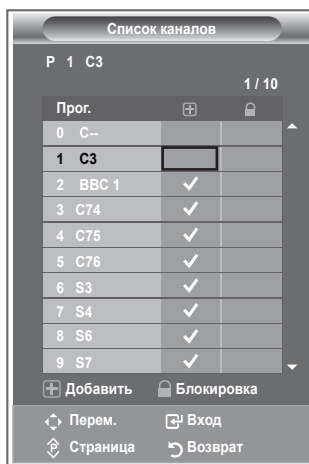 Список каналов
P 1 C3
1 / 10
Прог.
0 C--
1 C3
2 BBC 1 ✓
3 C74 ✓
4 C75 ✓
5 C76 ✓
6 S3 ✓
7 S4 ✓
8 S6 ✓
9 S7 ✓
Добавить Блокировка
Перем. Вход
P Страница Возврат